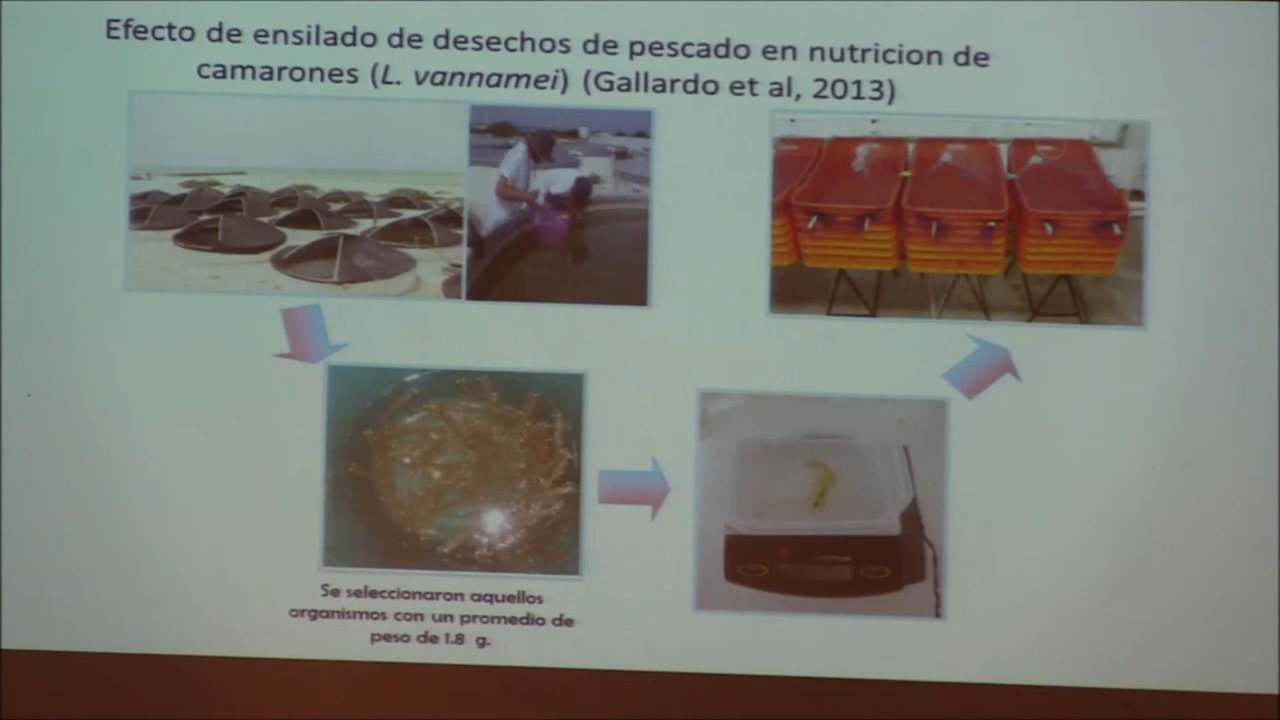 Efecto de ensilado de desechos de pescado en nutricion de
camarones (L. vannamei) (Gallardo et al, 2013)
Se seleccionaron aquellos
organismos con un promedio de
peso de 1.8 g.